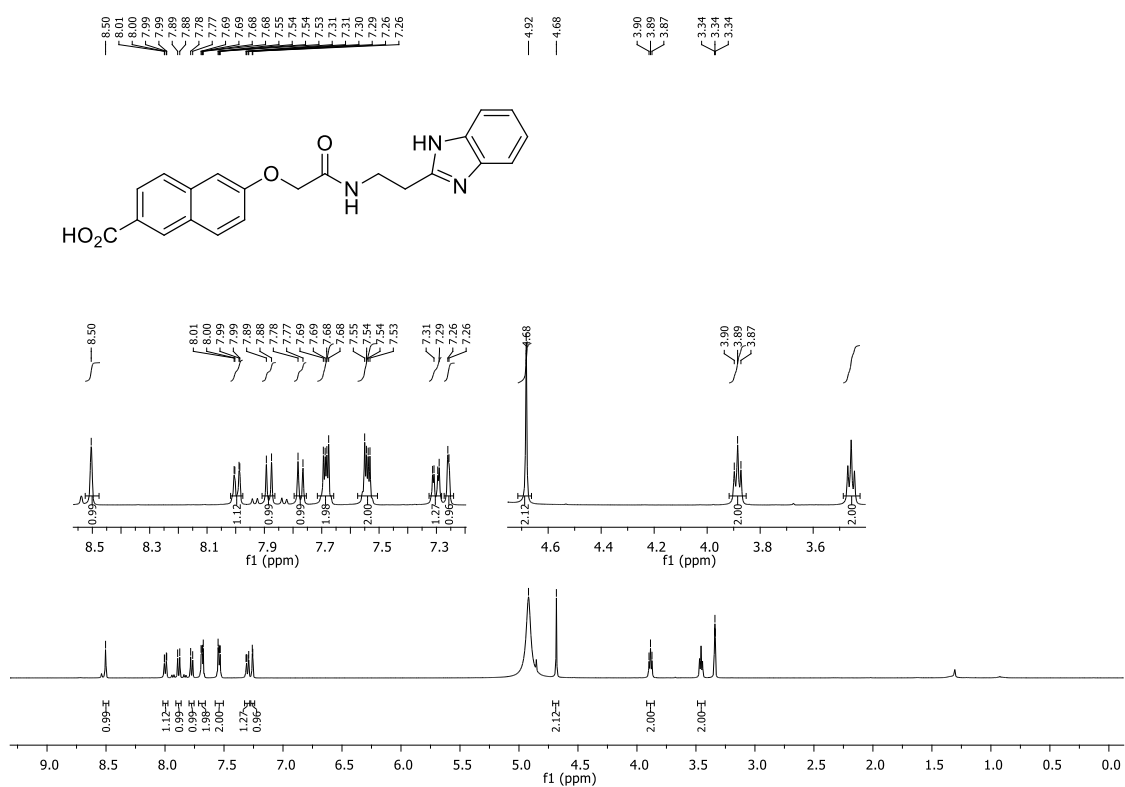 8.50 8.01 8.00 7.99 7.99 7.89 7.88 7.78 7.77 7.69 7.69 7.68 7.68 7.55 7.54 7.54 7.53 7.31 7.31 7.30 7.29 7.26 7.26 4.92 4.68 3.90 3.89 3.87 3.34 3.34 3.34
O
HN
O
N
H
N
HO2C
8.50 8.01 8.00 7.99 7.99 7.89 7.88 7.78 7.77 7.69 7.69 7.68 7.68 7.55 7.54 7.54 7.53 7.31 7.29 7.26 7.26 4.68 3.90 3.89 3.87
0.99 1.12 0.99 0.99 1.98 2.00 1.27 0.96 2.12 2.00 2.00
8.5 8.3 8.1 7.9 7.7 7.5 7.3 4.6 4.4 4.2 4.0 3.8 3.6
f1 (ppm) f1 (ppm)
0.99 1.12 0.99 0.99 1.98 2.00 1.27 0.96 2.12 2.00 2.00
9.0 8.5 8.0 7.5 7.0 6.5 6.0 5.5 5.0 4.5 4.0 3.5 3.0 2.5 2.0 1.5 1.0 0.5 0.0
f1 (ppm)